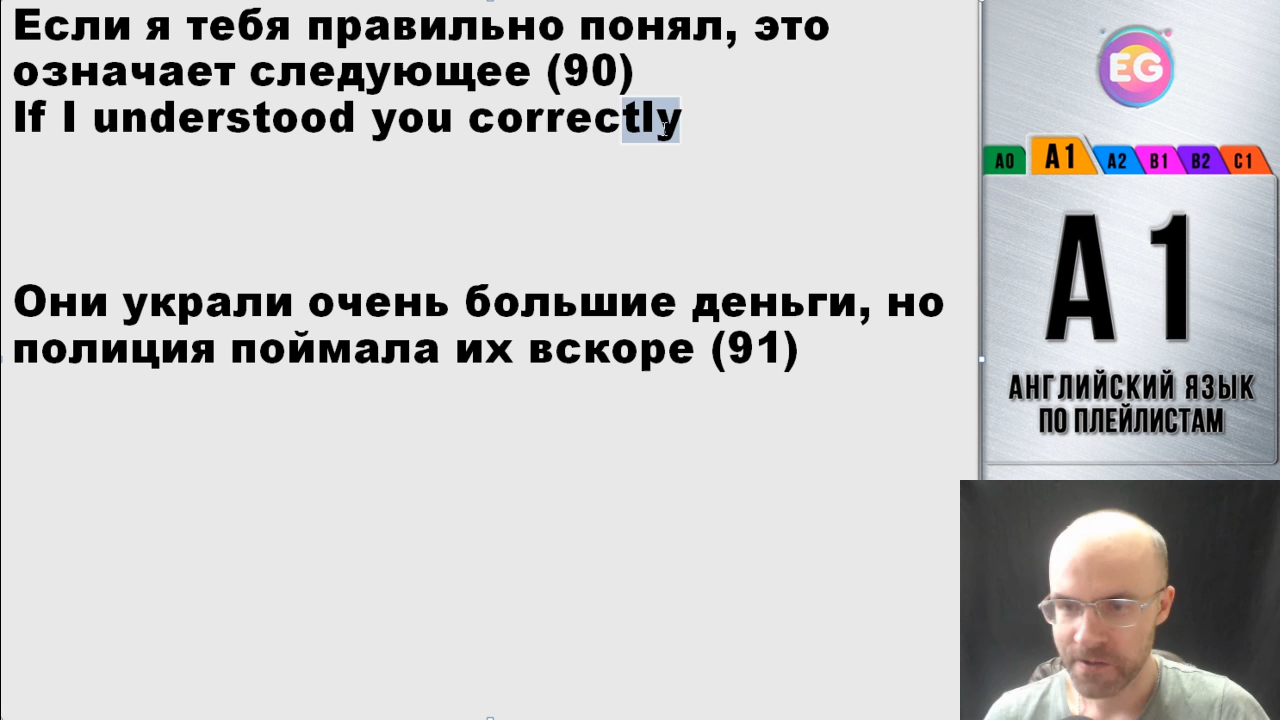 Если я тебя правильно понял, это
означает следующее (90)
If I understood you correctly
Они украли очень большие деньги, но
полиция поймала их вскоре (91)
EG
A0 A1 A2 B1 B2 C1
A 1
АНГЛИЙСКИЙ ЯЗЫК
ПО ПЛЕЙЛИСТАМ